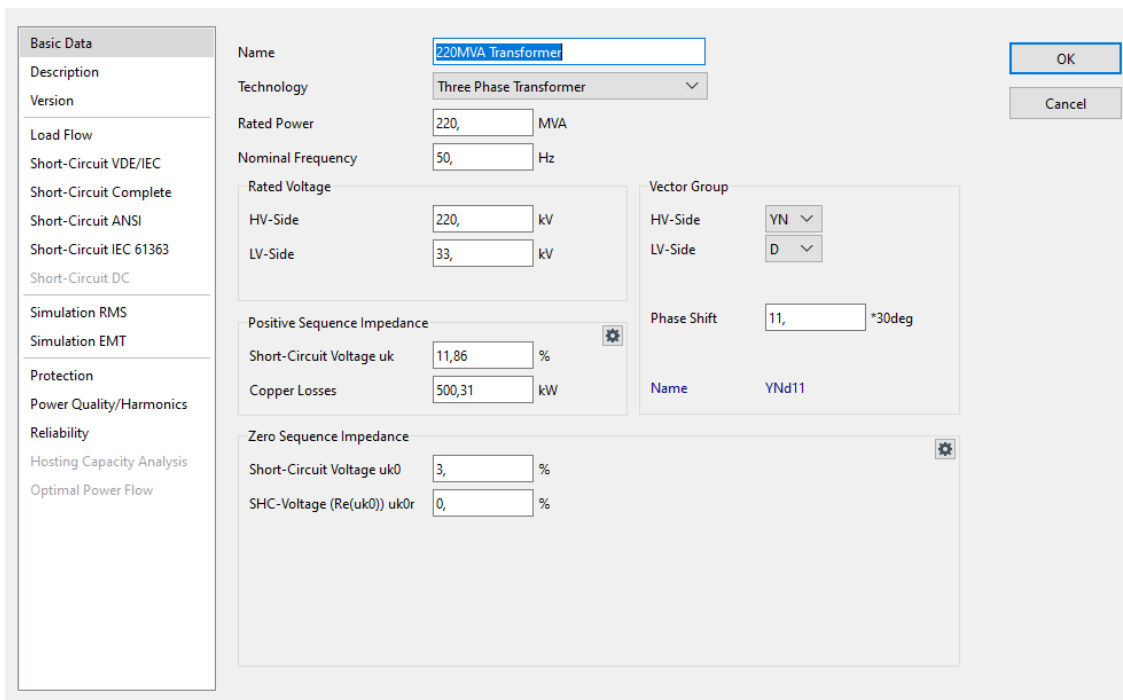 Basic Data
Description
Version
Load Flow
Short-Circuit VDE/IEC
Short-Circuit Complete
Short-Circuit ANSI
Short-Circuit IEC 61363
Short-Circuit DC
Simulation RMS
Simulation EMT
Protection
Power Quality/Harmonics
Reliability
Hosting Capacity Analysis
Optimal Power Flow
Name 220MVA Transformer
Technology Three Phase Transformer
Rated Power 220, MVA
Nominal Frequency 50, Hz
Rated Voltage
HV-Side 220, kV
LV-Side 33, kV
Vector Group
HV-Side YN
LV-Side D
Phase Shift 11, *30deg
Name YNd11
Positive Sequence Impedance
Short-Circuit Voltage uk 11,86 %
Copper Losses 500,31 kW
Zero Sequence Impedance
Short-Circuit Voltage uk0 3, %
SHC-Voltage (Re(uk0)) uk0r 0, %
OK
Cancel